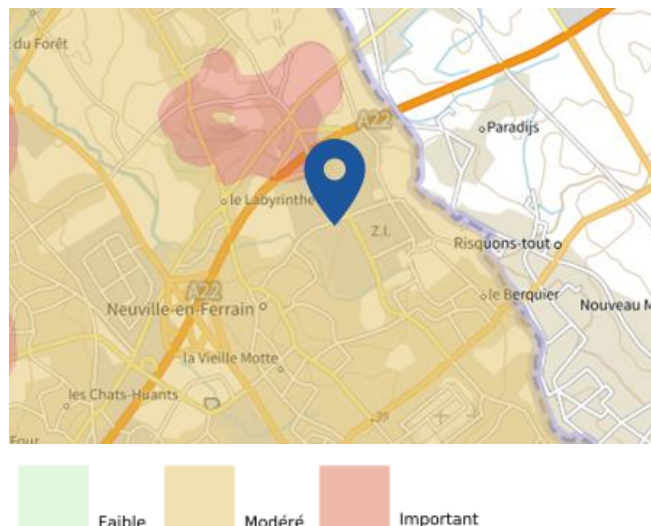 du Forêt
A22
Paradijs
le Labyrinthe
Z.I.
Risquons-tout
A22
le Berquier
Neuville-en-Ferrain
Nouveau M
la Vieille Motte
les Chats-Huants
39
Four
Faible
Modéré
Important